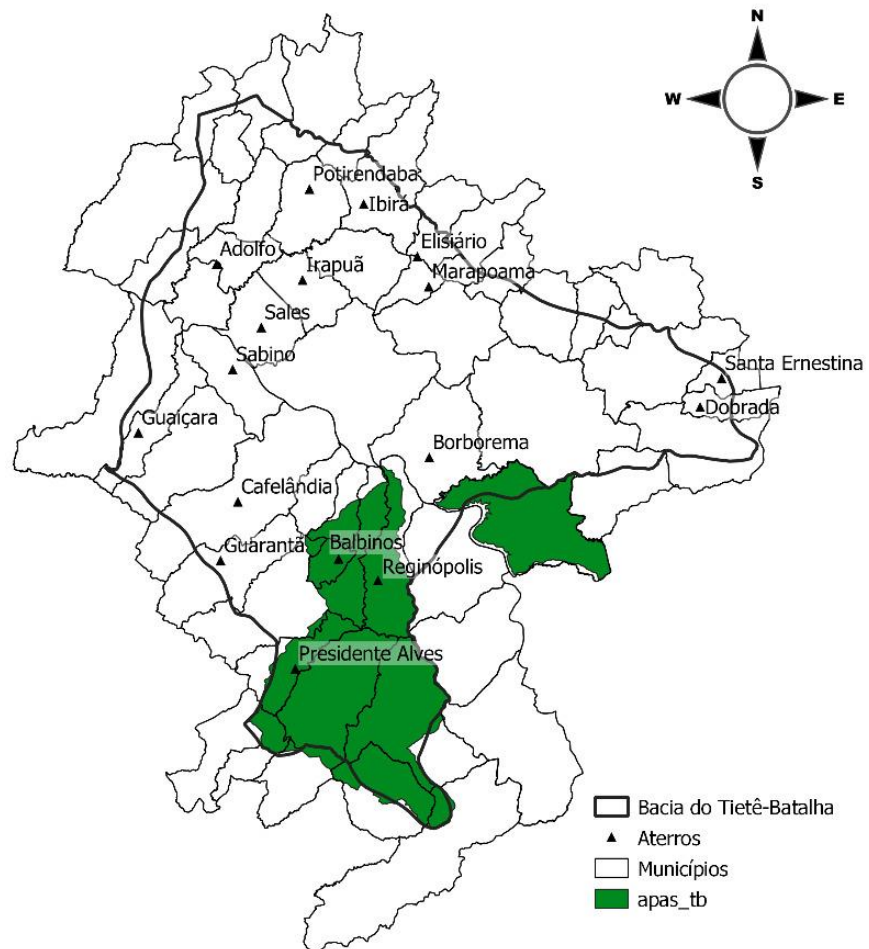 N
W
E
S
Potirendaba
Ibirá
Elisiário
Adolfo
Irapuã
Marapoama
Sales
Sabino
Santa Ernestina
Dobrada
Guaiçara
Borborema
Cafelândia
Guarantã
Balbinos
Reginópolis
Presidente Alves
Bacia do Tietê-Batalha
Aterros
Municípios
apas_tb